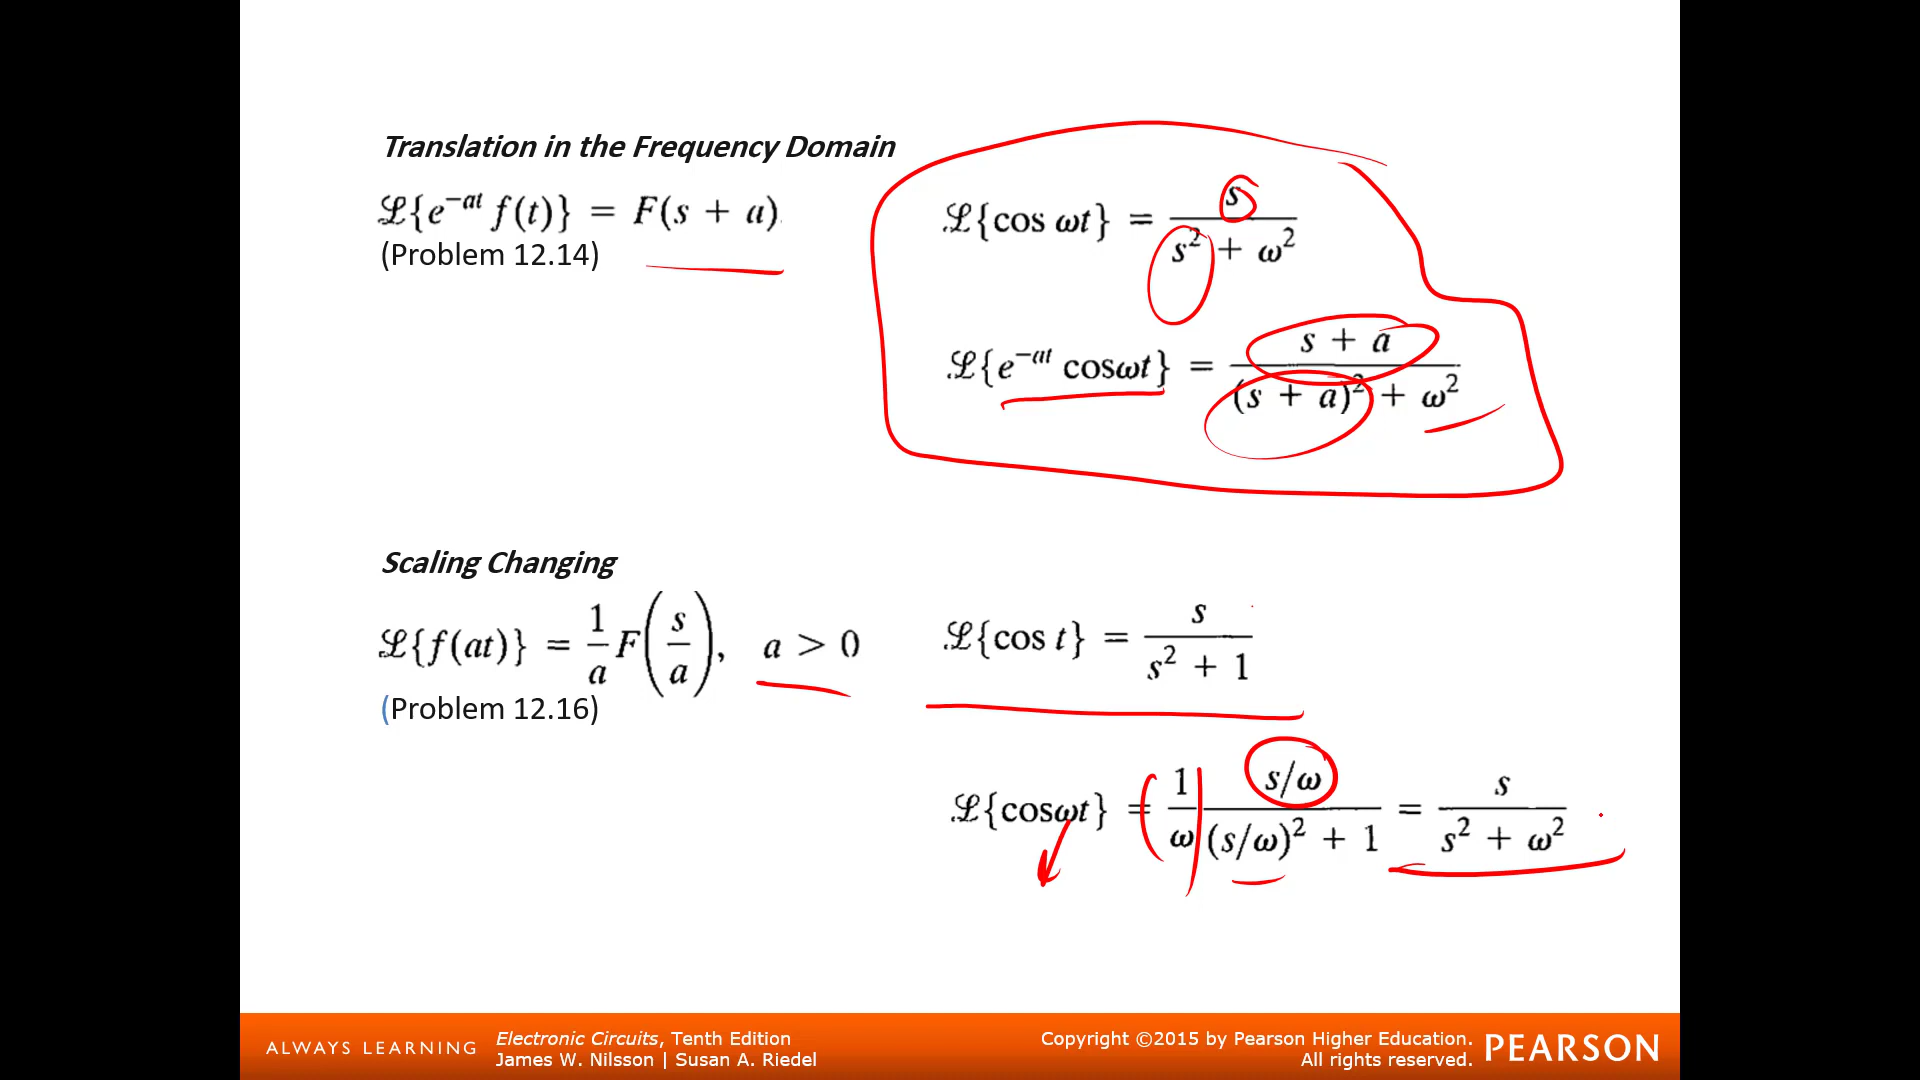 Translation in the Frequency Domain
ℒ{e^{-at} f(t)} = F(s + a)
(Problem 12.14)
ℒ{cos ωt} = s / (s² + ω²)
ℒ{e^{-at} cosωt} = (s + a) / ((s + a)² + ω²)
Scaling Changing
ℒ{f(at)} = 1/a F(s/a), a > 0
(Problem 12.16)
ℒ{cos t} = s / (s² + 1)
ℒ{cosωt} = 1/ω (s/ω) / ((s/ω)² + 1) = s / (s² + ω²)
ALWAYS LEARNING
Electronic Circuits, Tenth Edition
James W. Nilsson | Susan A. Riedel
Copyright ©2015 by Pearson Higher Education.
All rights reserved.
PEARSON